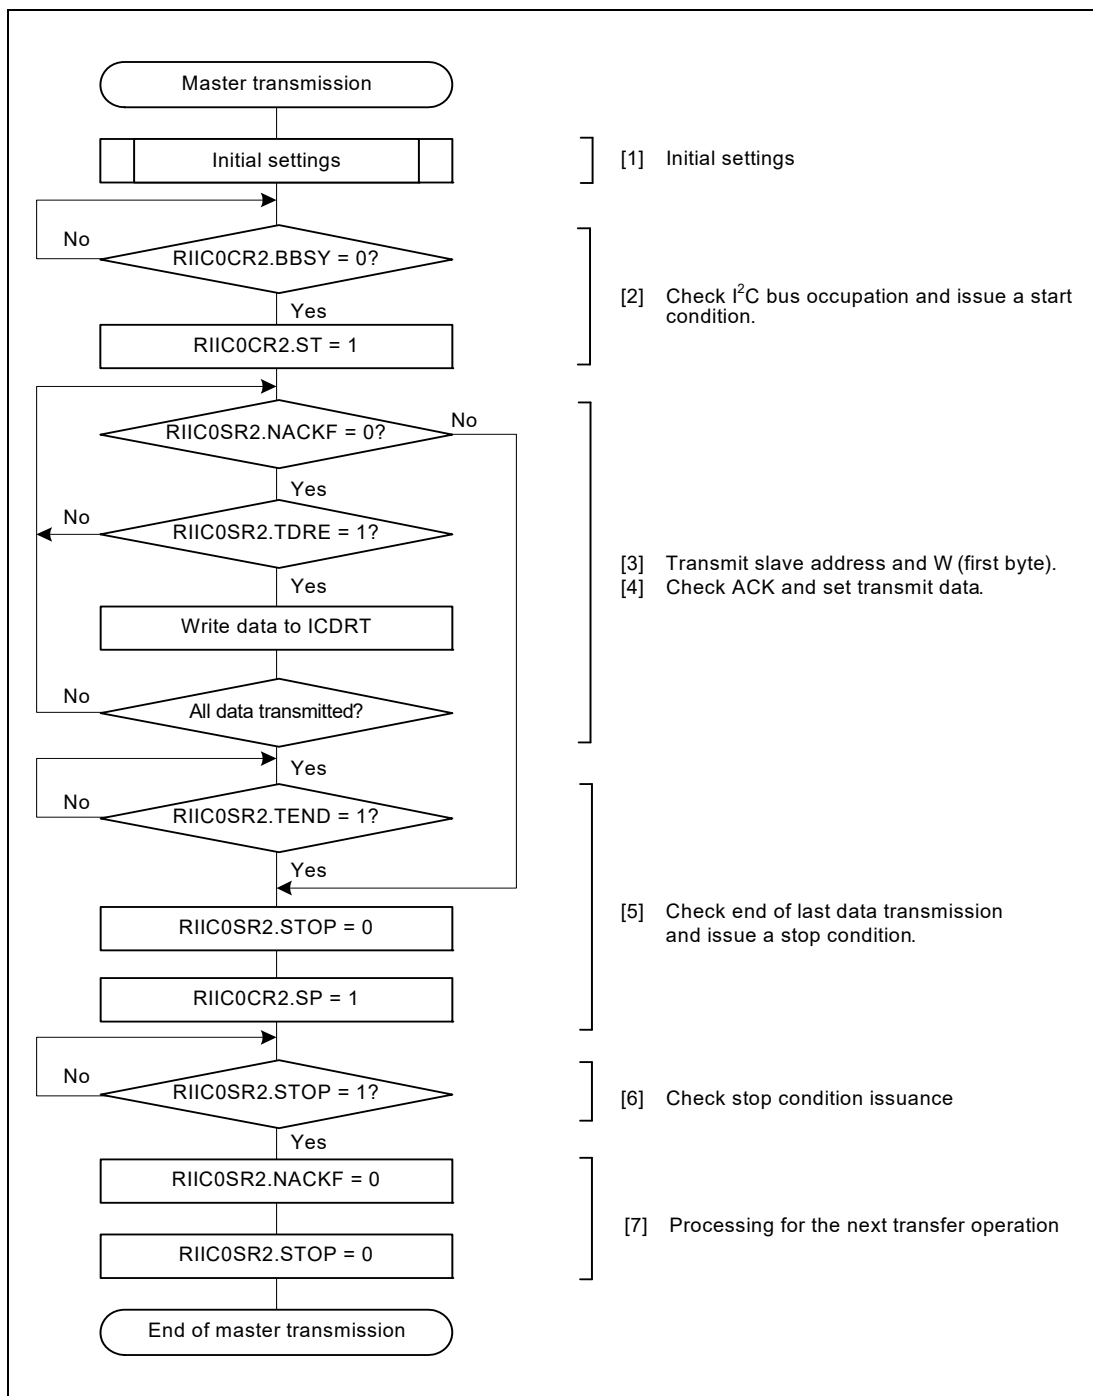 Master transmission
Initial settings
[1] Initial settings
No
RIIC0CR2.BBSY = 0?
Yes
[2] Check I²C bus occupation and issue a start
condition.
RIIC0CR2.ST = 1
No
RIIC0SR2.NACKF = 0?
Yes
No
RIIC0SR2.TDRE = 1?
Yes
[3] Transmit slave address and W (first byte).
[4] Check ACK and set transmit data.
Write data to ICDRT
No
All data transmitted?
Yes
No
RIIC0SR2.TEND = 1?
Yes
RIIC0SR2.STOP = 0
[5] Check end of last data transmission
and issue a stop condition.
RIIC0CR2.SP = 1
No
RIIC0SR2.STOP = 1?
[6] Check stop condition issuance
Yes
RIIC0SR2.NACKF = 0
[7] Processing for the next transfer operation
RIIC0SR2.STOP = 0
End of master transmission